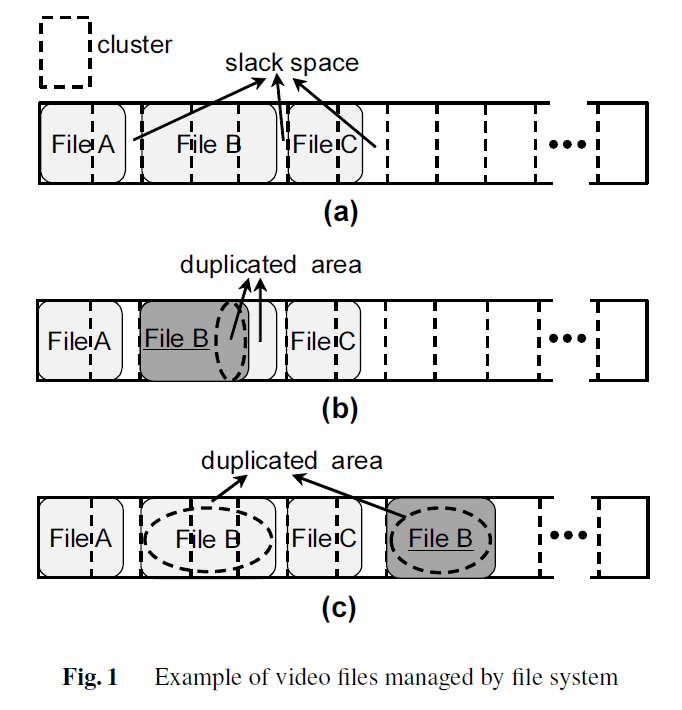 cluster
slack space
File A File B File C •••
(a)
duplicated area
File A File B File C •••
(b)
duplicated area
File A File B File C File B •••
(c)
Fig. 1 Example of video files managed by file system